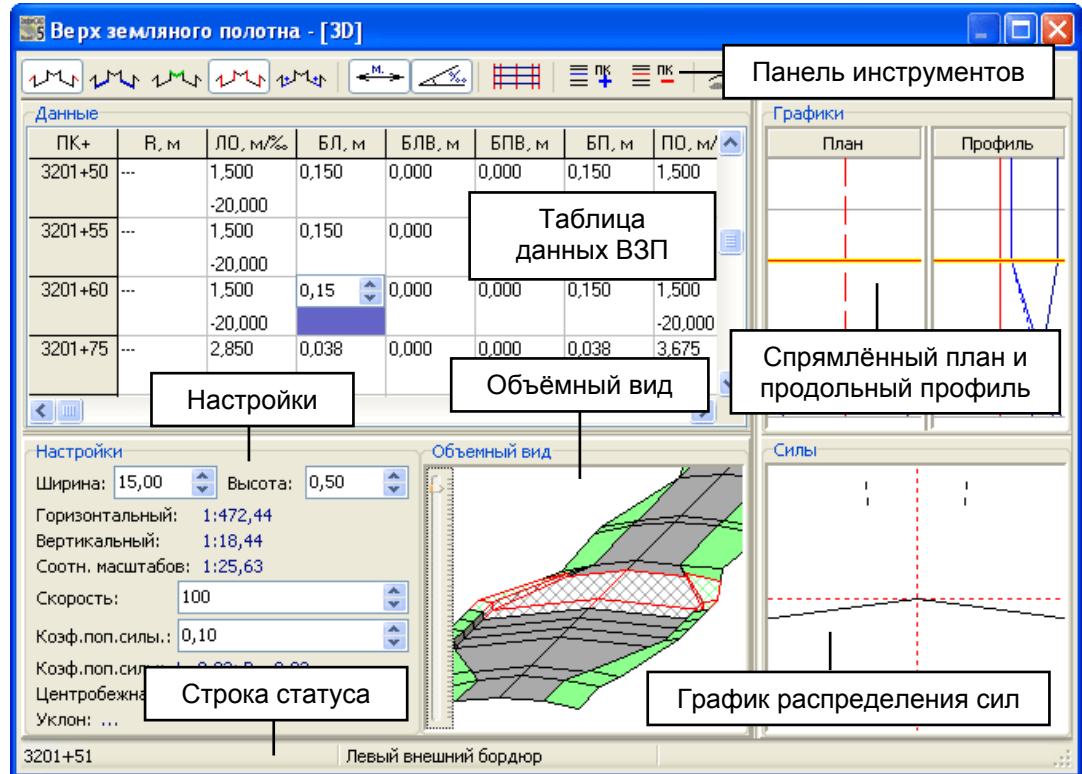 Верх земляного полотна - [3D]
М. ‰ ПК ПК
Панель инструментов
Данные
ПК+ R, м ЛО, м/‰ БЛ, м БЛВ, м БПВ, м БП, м ПО, м/
3201+50 --- 1,500 0,150 0,000 0,000 0,150 1,500
-20,000
3201+55 --- 1,500 0,150 0,000
-20,000
3201+60 --- 1,500 0,15 0,000 0,000 0,150 1,500
-20,000 -20,000
3201+75 --- 2,850 0,038 0,000 0,000 0,038 3,675
Таблица
данных ВЗП
Графики
План Профиль
Спрямлённый план и
продольный профиль
Настройки
Объёмный вид
Настройки
Ширина: 15,00 Высота: 0,50
Горизонтальный: 1:472,44
Вертикальный: 1:18,44
Соотн. масштабов: 1:25,63
Скорость: 100
Коэф.поп.силы.: 0,10
Коэф.поп.
Центробежна
Уклон: ...
Строка статуса
Объемный вид
Силы
График распределения сил
3201+51 Левый внешний бордюр